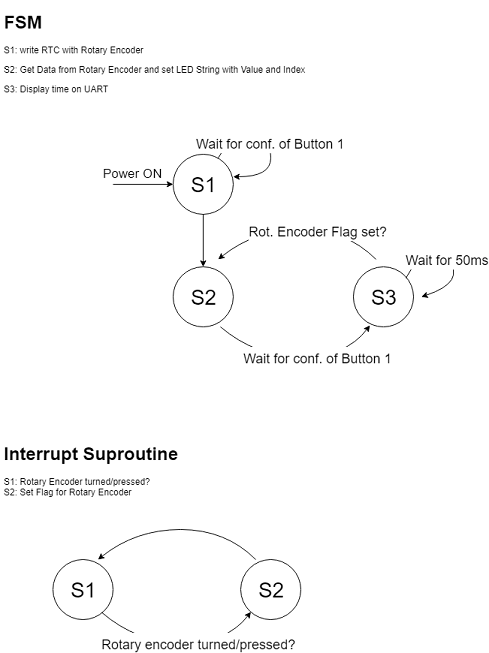 FSM
S1: write RTC with Rotary Encoder
S2: Get Data from Rotary Encoder and set LED String with Value and Index
S3: Display time on UART
Wait for conf. of Button 1
Power ON
S1
Rot. Encoder Flag set?
Wait for 50ms
S2
S3
Wait for conf. of Button 1
Interrupt Suproutine
S1: Rotary Encoder turned/pressed?
S2: Set Flag for Rotary Encoder
S1
S2
Rotary encoder turned/pressed?